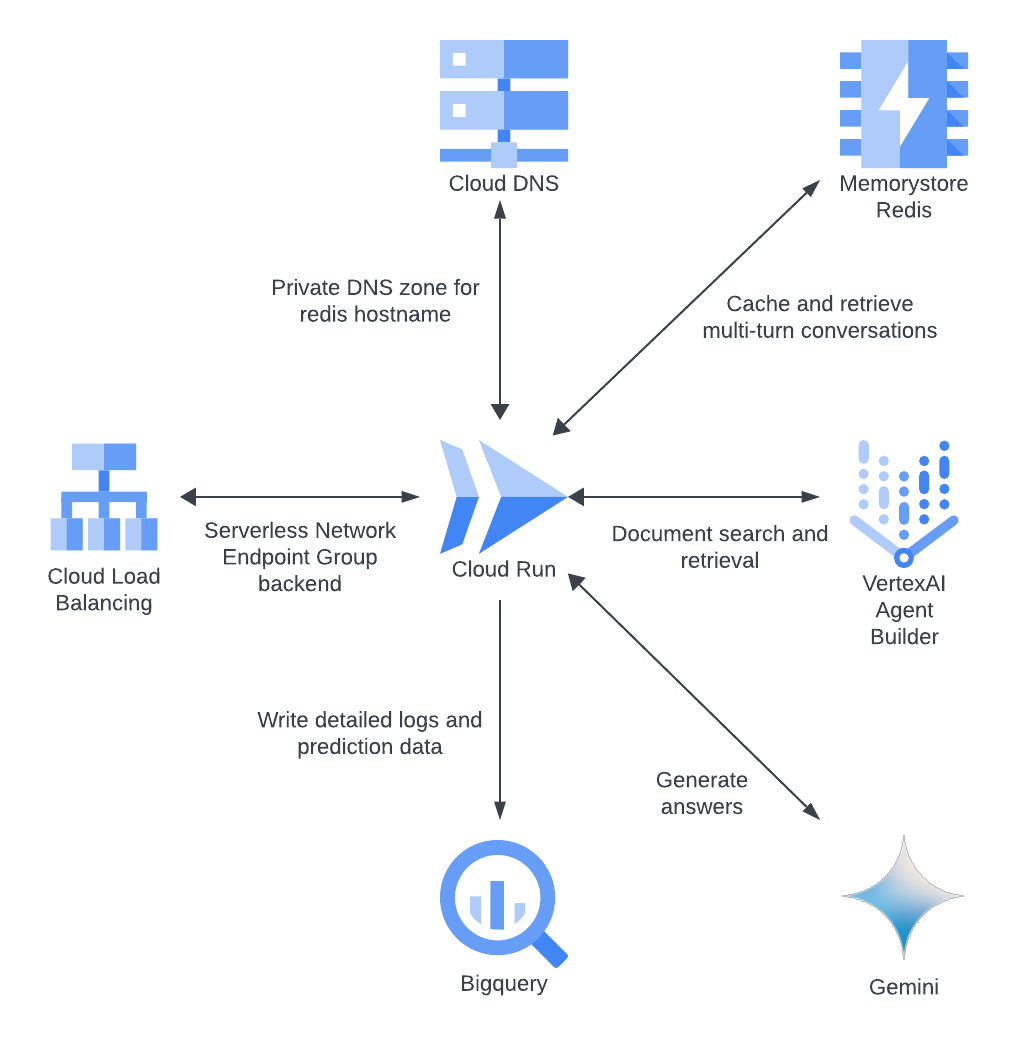 Cloud DNS
Memorystore
Redis
Private DNS zone for
redis hostname
Cache and retrieve
multi-turn conversations
Cloud Load
Balancing
Serverless Network
Endpoint Group
backend
Cloud Run
Document search and
retrieval
VertexAI
Agent
Builder
Write detailed logs and
prediction data
Generate
answers
Bigquery
Gemini